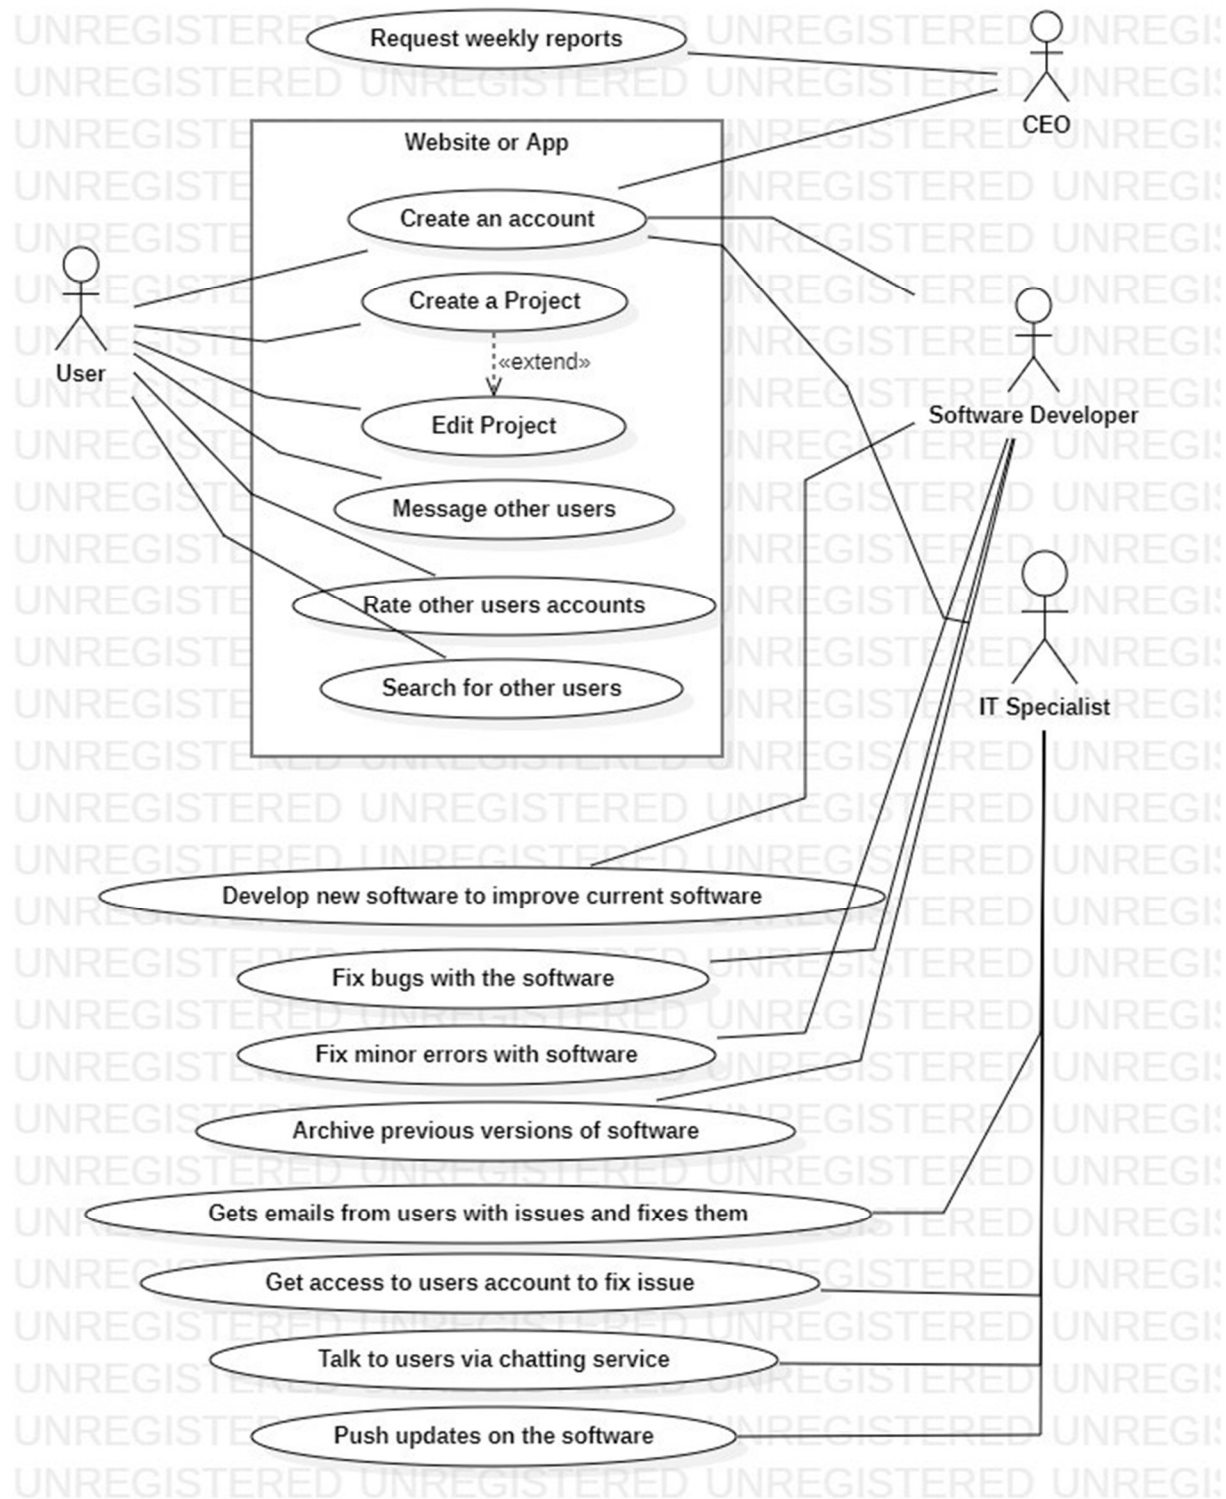 Request weekly reports
CEO
Website or App
Create an account
Create a Project
«extend»
User
Edit Project
Software Developer
Message other users
Rate other users accounts
Search for other users
IT Specialist
Develop new software to improve current software
Fix bugs with the software
Fix minor errors with software
Archive previous versions of software
Gets emails from users with issues and fixes them
Get access to users account to fix issue
Talk to users via chatting service
Push updates on the software
UNREGISTERED